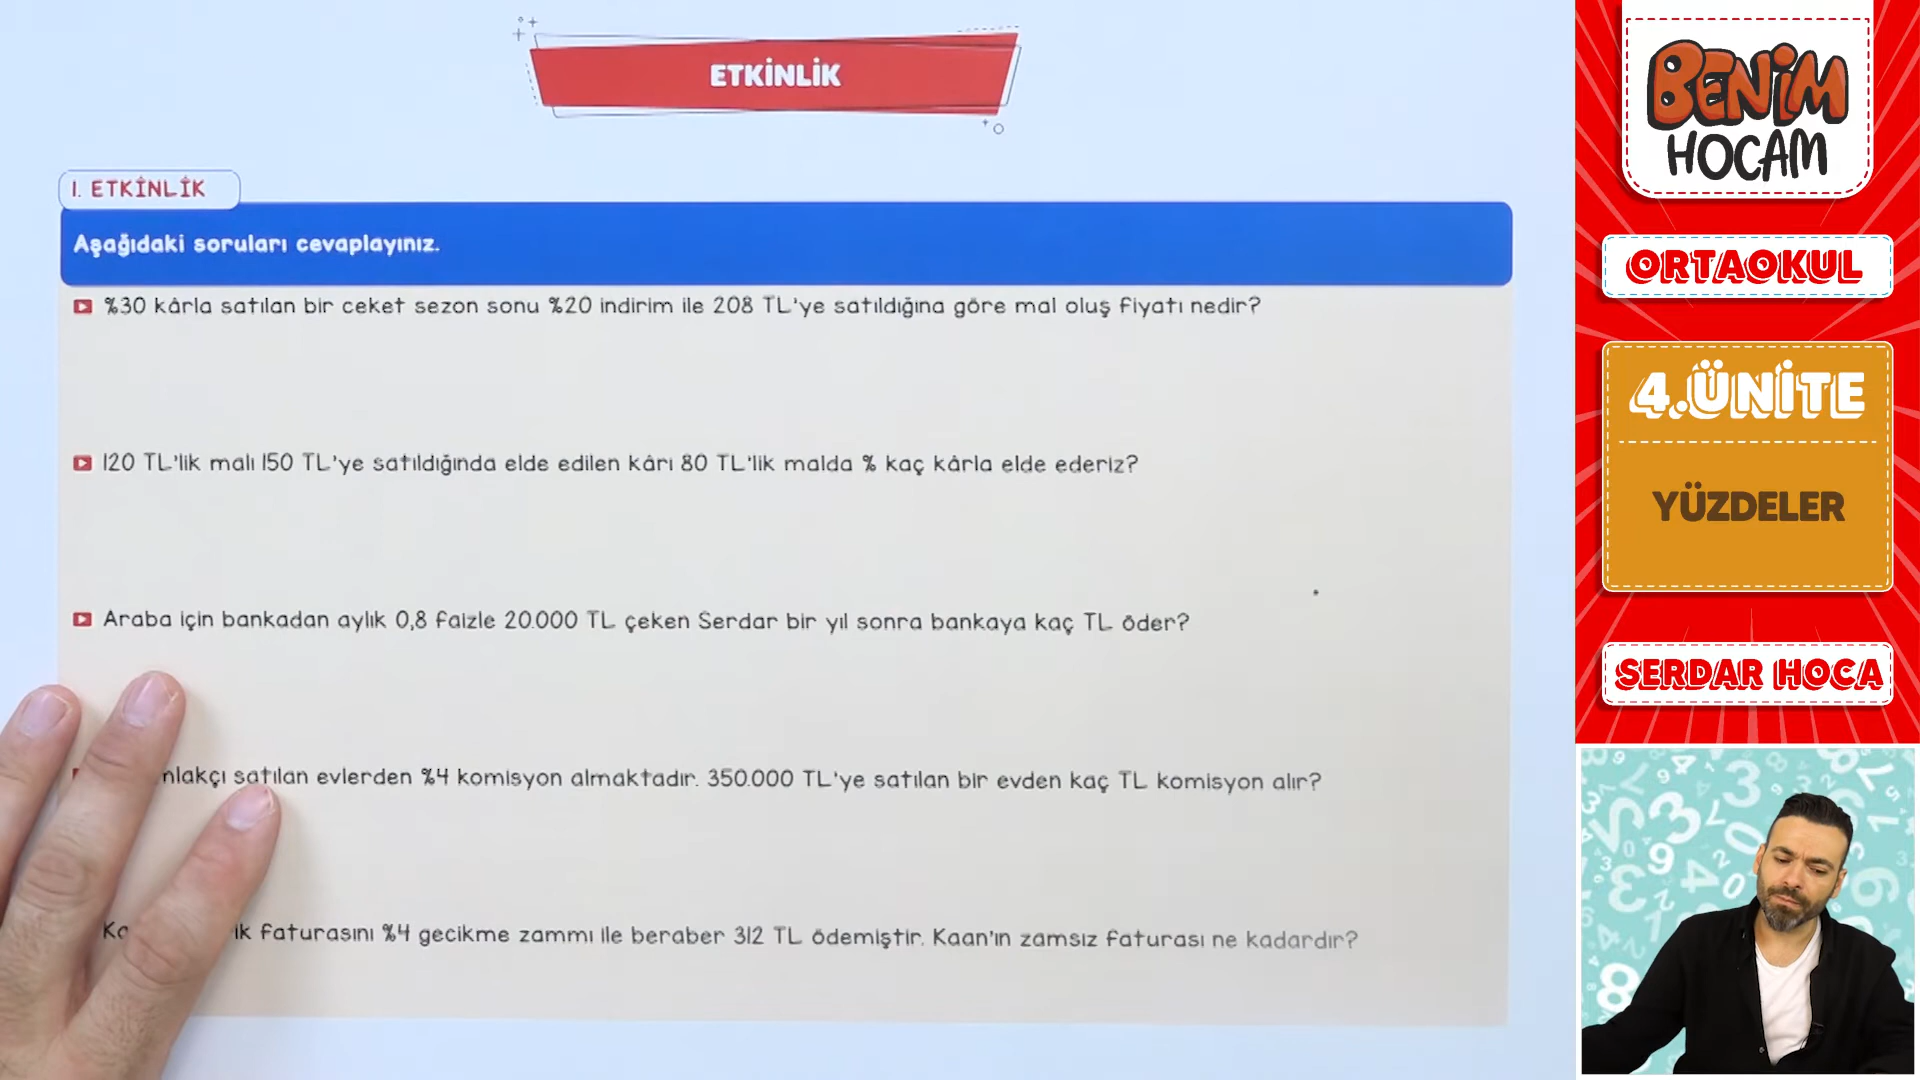 ETKİNLİK
1. ETKİNLİK
Aşağıdaki soruları cevaplayınız.
%30 kârla satılan bir ceket sezon sonu %20 indirim ile 208 TL'ye satıldığına göre mal oluş fiyatı nedir?
120 TL'lik malı 150 TL'ye satıldığında elde edilen kârı 80 TL'lik malda % kaç kârla elde ederiz?
Araba için bankadan aylık 0,8 faizle 20.000 TL çeken Serdar bir yıl sonra bankaya kaç TL öder?
satılan evlerden %4 komisyon almaktadır. 350.000 TL'ye satılan bir evden kaç TL komisyon alır?
faturasını %4 gecikme zammı ile beraber 312 TL ödemiştir. Kaan'ın zamsız faturası ne kadardır?
BENİM
HOCAM
ORTAOKUL
4.ÜNİTE
YÜZDELER
SERDAR HOCA